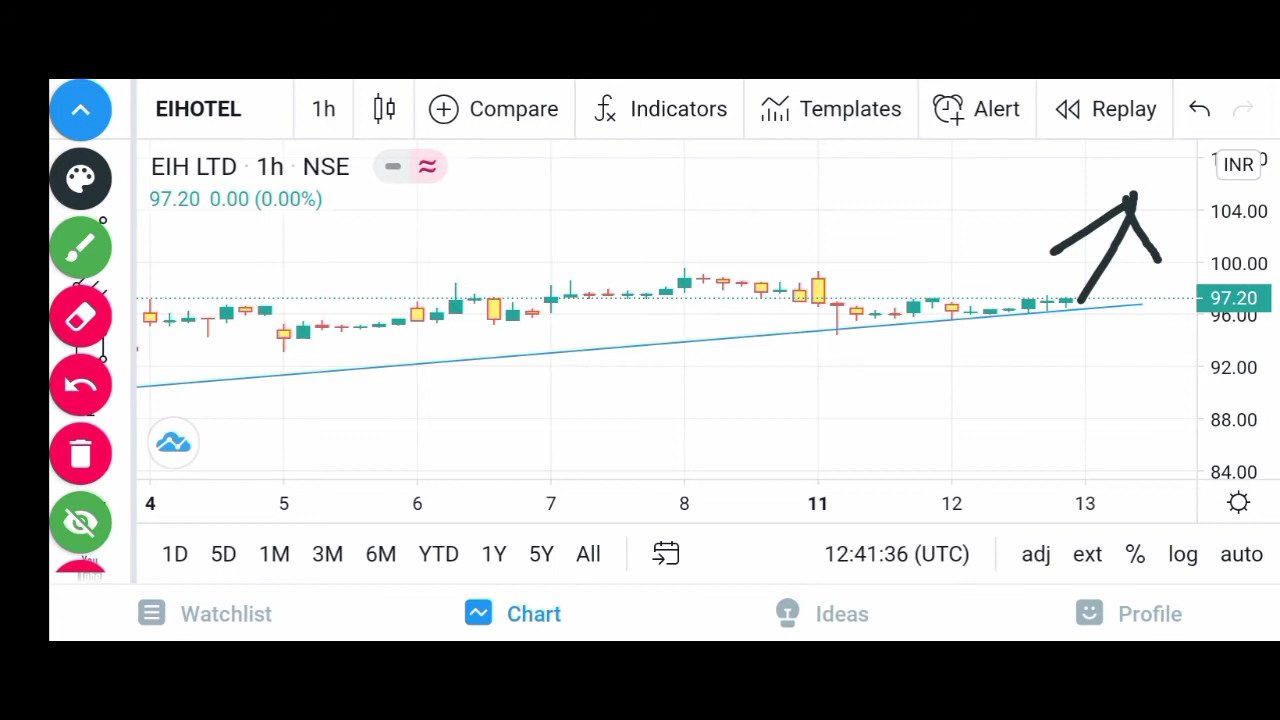 EIHOTEL 1h Compare Indicators Templates Alert Replay
EIH LTD · 1h · NSE
INR
97.20 0.00 (0.00%)
104.00
100.00
97.20
96.00
92.00
88.00
84.00
4 5 6 7 8 11 12 13
1D 5D 1M 3M 6M YTD 1Y 5Y All 12:41:36 (UTC) adj ext % log auto
Watchlist Chart Ideas Profile